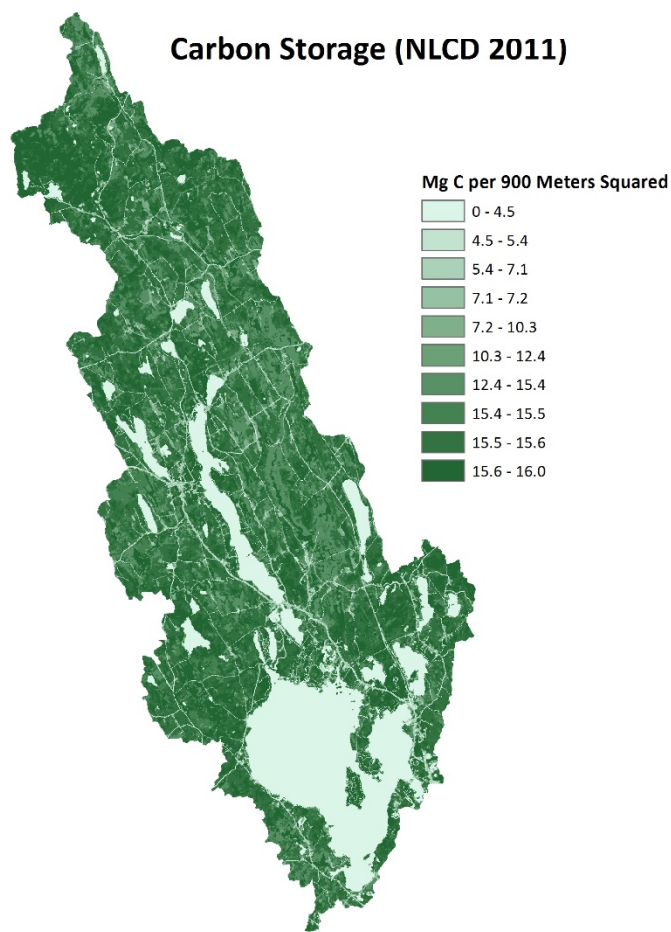 Carbon Storage (NLCD 2011)
Mg C per 900 Meters Squared
0 - 4.5
4.5 - 5.4
5.4 - 7.1
7.1 - 7.2
7.2 - 10.3
10.3 - 12.4
12.4 - 15.4
15.4 - 15.5
15.5 - 15.6
15.6 - 16.0